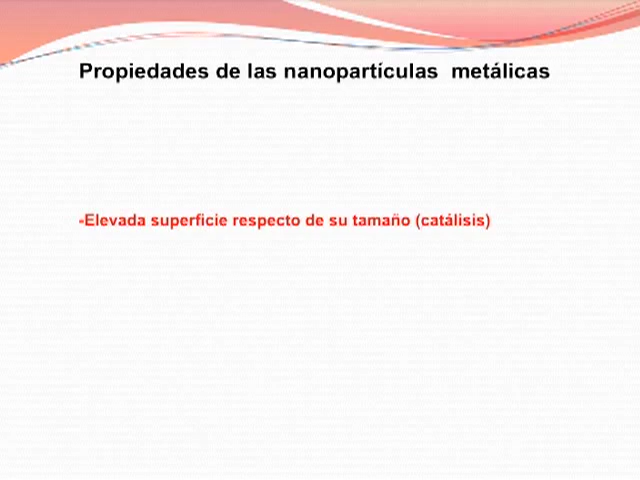 Propiedades de las nanopartículas  metálicas
-Elevada superficie respecto de su tamaño (catálisis)